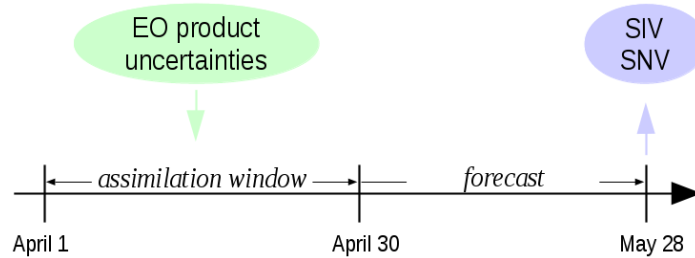 EO product
uncertainties
SIV
SNV
assimilation window
forecast
April 1
April 30
May 28